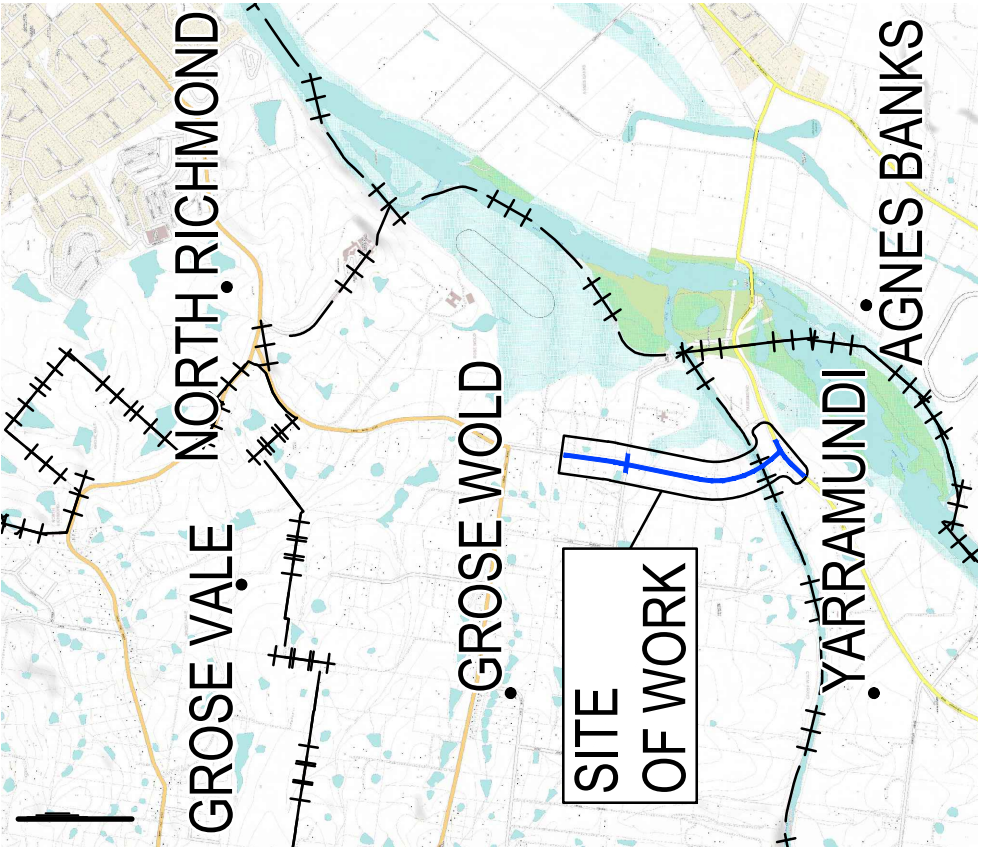 NORTH RICHMOND
AGNES BANKS
GROSE VALE
GROSE WOLD
YARRAMUNDI
SITE
OF WORK